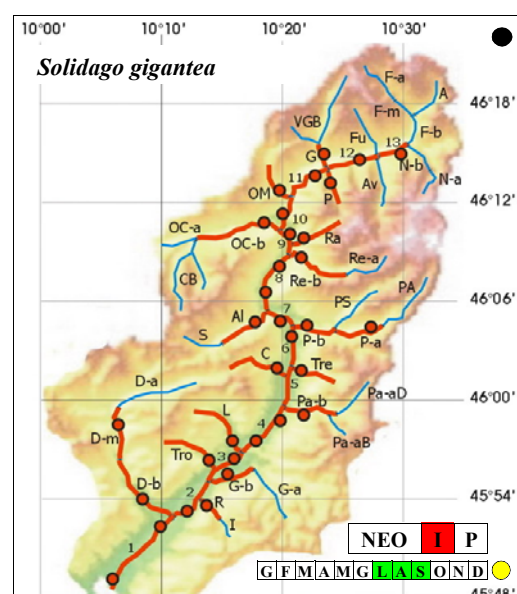 10°00' 10°10' 10°20' 10°30'
Solidago gigantea
F-a
A
46°18'
VGB
F-m
Fu
F-b
13
G
12
N-b
11
OM
P
Av
N-a
46°12'
OC-a
10
OC-b
9
Ra
CB
8
Re-b
Re-a
PA
PS
46°06'
Al
7
S
6
P-b
P-a
C
Tre
D-a
5
46°00'
Pa-aD
L
Pa-b
D-m
4
Pa-aB
Tro
3
D-b
G-b
G-a
2
R
45°54'
I
1
NEO I P
G F M A M G L A S O N D
45°48'